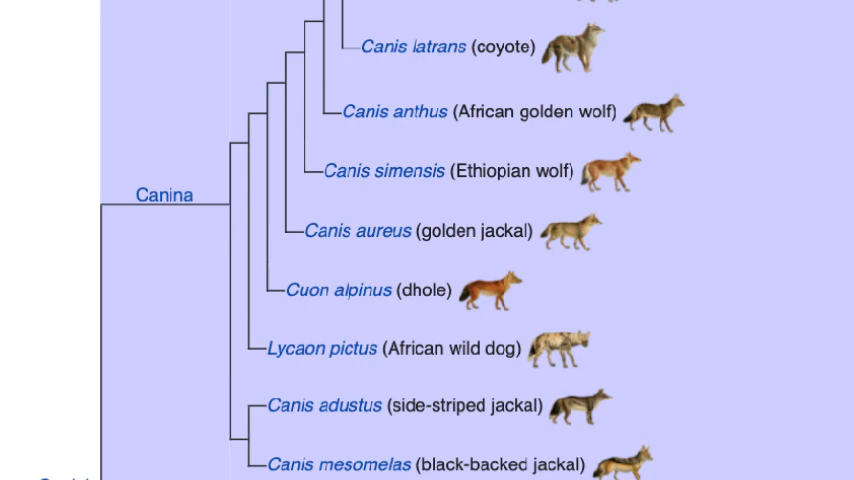 Canis latrans (coyote)
Canis anthus (African golden wolf)
Canis simensis (Ethiopian wolf)
Canina
Canis aureus (golden jackal)
Cuon alpinus (dhole)
Lycaon pictus (African wild dog)
Canis adustus (side-striped jackal)
Canis mesomelas (black-backed jackal)